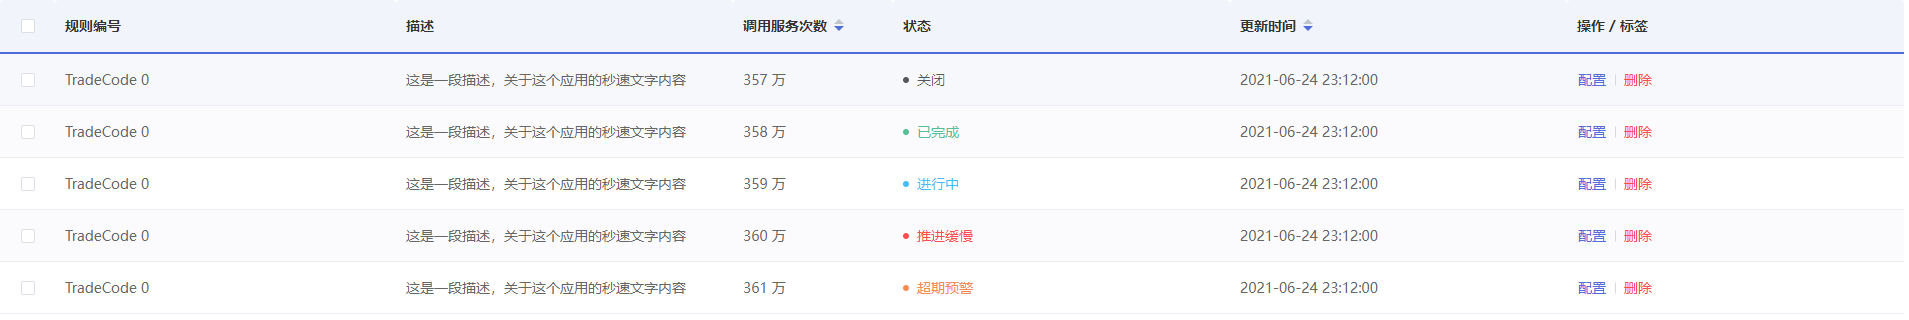 规则编号 描述 调用服务次数 状态 更新时间 操作 / 标签
TradeCode 0 这是一段描述，关于这个应用的秒速文字内容 357 万 关闭 2021-06-24 23:12:00 配置 删除
TradeCode 0 这是一段描述，关于这个应用的秒速文字内容 358 万 已完成 2021-06-24 23:12:00 配置 删除
TradeCode 0 这是一段描述，关于这个应用的秒速文字内容 359 万 进行中 2021-06-24 23:12:00 配置 删除
TradeCode 0 这是一段描述，关于这个应用的秒速文字内容 360 万 推进缓慢 2021-06-24 23:12:00 配置 删除
TradeCode 0 这是一段描述，关于这个应用的秒速文字内容 361 万 超期预警 2021-06-24 23:12:00 配置 删除